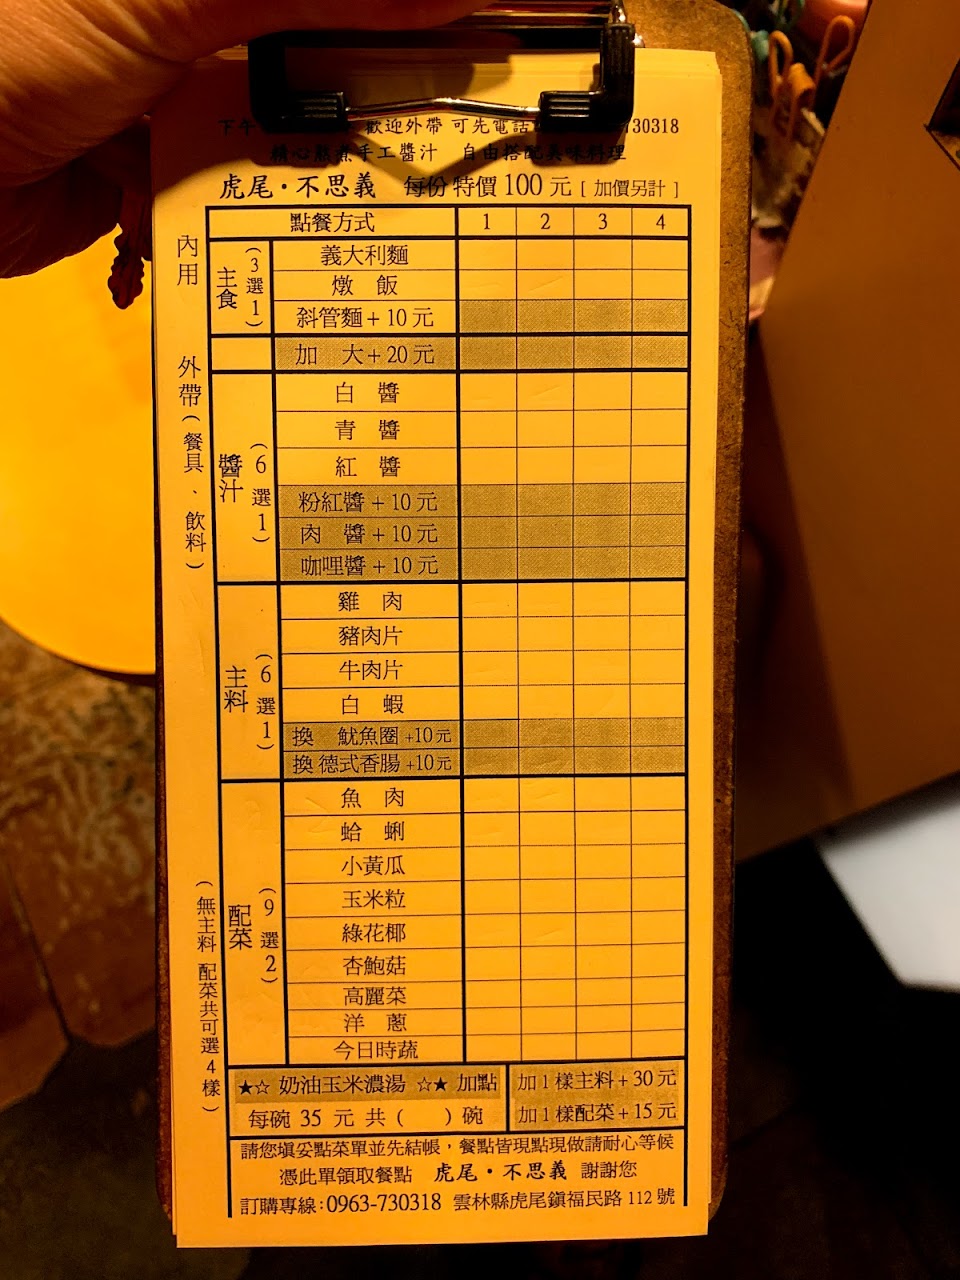 下午 歡迎外帶 可先電話 30318
精心熬煮手工醬汁 自由搭配美味料理
虎尾・不思義 每份特價100元 [加價另計]
內用
外帶(餐具、飲料)
(無主料 配菜共可選4樣)
點餐方式 1 2 3 4
主食(3選1)
義大利麵
燉 飯
斜管麵+10元
加 大+20元
醬汁(6選1)
白 醬
青 醬
紅 醬
粉紅醬+10元
肉 醬+10元
咖哩醬+10元
主料(6選1)
雞 肉
豬肉片
牛肉片
白 蝦
換 魷魚圈+10元
換德式香腸+10元
配菜(9選2)
魚 肉
蛤 蜊
小黃瓜
玉米粒
綠花椰
杏鮑菇
高麗菜
洋 蔥
今日時蔬
★☆ 奶油玉米濃湯 ☆★ 加點
每碗 35 元 共( )碗
加1樣主料+30元
加1樣配菜+15元
請您填妥點菜單並先結帳,餐點皆現點現做請耐心等候
憑此單領取餐點 虎尾・不思義 謝謝您
訂購專線:0963-730318 雲林縣虎尾鎮福民路 112 號